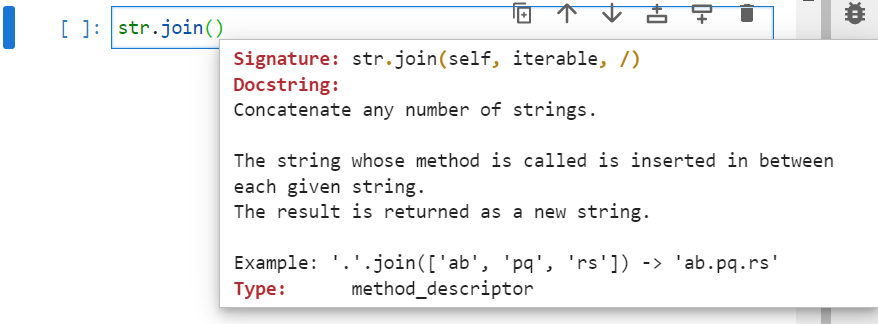 [ ]: str.join()
Signature: str.join(self, iterable, /)
Docstring:
Concatenate any number of strings.
The string whose method is called is inserted in between
each given string.
The result is returned as a new string.
Example: '.'.join(['ab', 'pq', 'rs']) -> 'ab.pq.rs'
Type:      method_descriptor